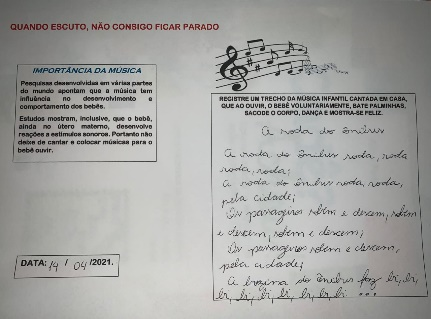 QUANDO ESCUTO, NÃO CONSIGO FICAR PARADO
IMPORTÂNCIA DA MÚSICA
Pesquisas desenvolvidas em várias partes
do mundo apontam que a música tem
influência no desenvolvimento e
comportamento dos bebês.
Estudos mostram, inclusive, que o bebê,
ainda no útero materno, desenvolve
reações a estímulos sonoros. Portanto não
deixe de cantar e colocar músicas para o
bebê ouvir.
DATA: 14 / 04 /2021.
REGISTRE UM TRECHO DA MÚSICA INFANTIL CANTADA EM CASA,
QUE AO OUVIR, O BEBÊ VOLUNTARIAMENTE, BATE PALMINHAS,
SACODE O CORPO, DANÇA E MOSTRA-SE FELIZ.
A roda do ônibus
A roda do ônibus roda, roda
roda, roda;
A roda do ônibus roda, roda,
pela cidade;
Os passageiros sobem e descem, sobem
e descem, sobem e descem;
Os passageiros sobem e descem,
pela cidade;
A buzina do ônibus faz bi, bi,
bi, bi, bi, bi, bi, bi ...